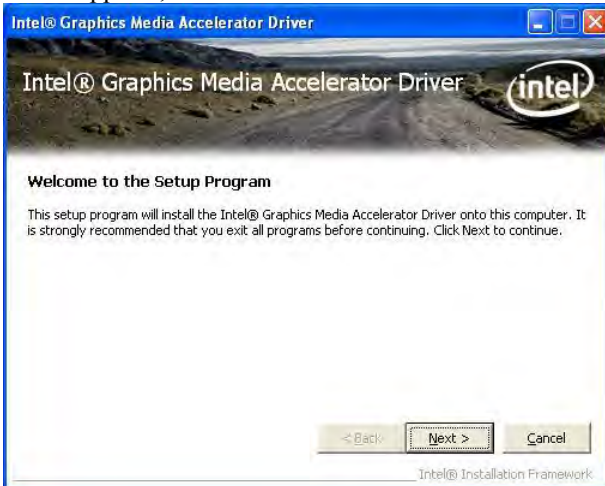 Intel® Graphics Media Accelerator Driver
Intel® Graphics Media Accelerator Driver
intel
Welcome to the Setup Program
This setup program will install the Intel® Graphics Media Accelerator Driver onto this computer. It
is strongly recommended that you exit all programs before continuing. Click Next to continue.
< Back Next > Cancel
Intel® Installation Framework